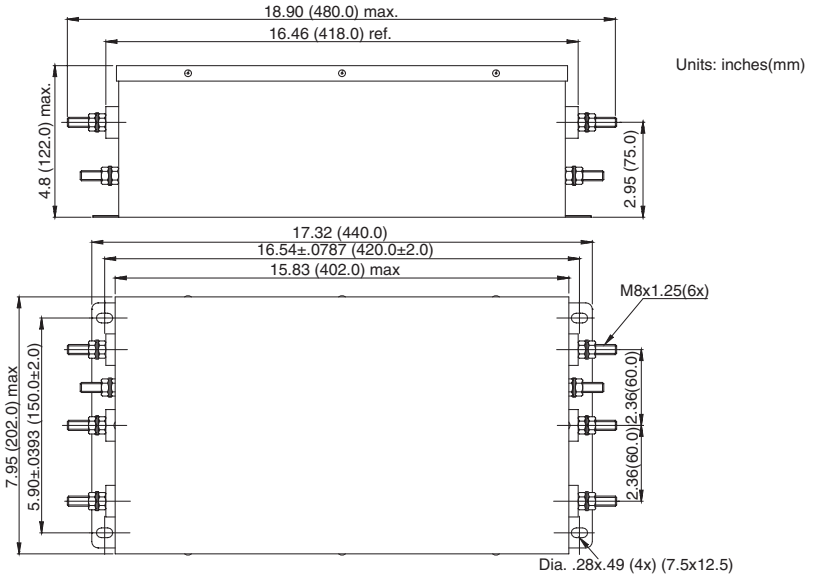 18.90 (480.0) max.
16.46 (418.0) ref.
Units: inches(mm)
4.8 (122.0) max.
2.95 (75.0)
17.32 (440.0)
16.54±.0787 (420.0±2.0)
15.83 (402.0) max
M8x1.25(6x)
7.95 (202.0) max
5.90±.0393 (150.0±2.0)
2.36(60.0)
2.36(60.0)
Dia. .28x.49 (4x) (7.5x12.5)